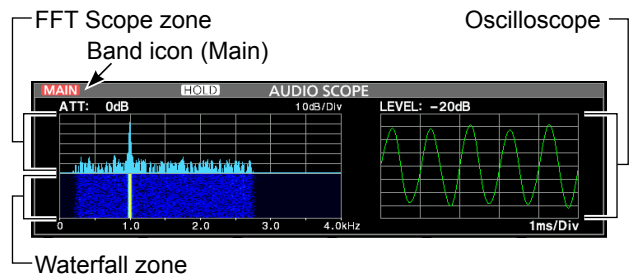 FFT Scope zone
Oscilloscope
Band icon (Main)
MAIN HOLD AUDIO SCOPE
ATT: 0dB 10dB/Div LEVEL: -20dB
0 1.0 2.0 3.0 4.0kHz 1ms/Div
Waterfall zone